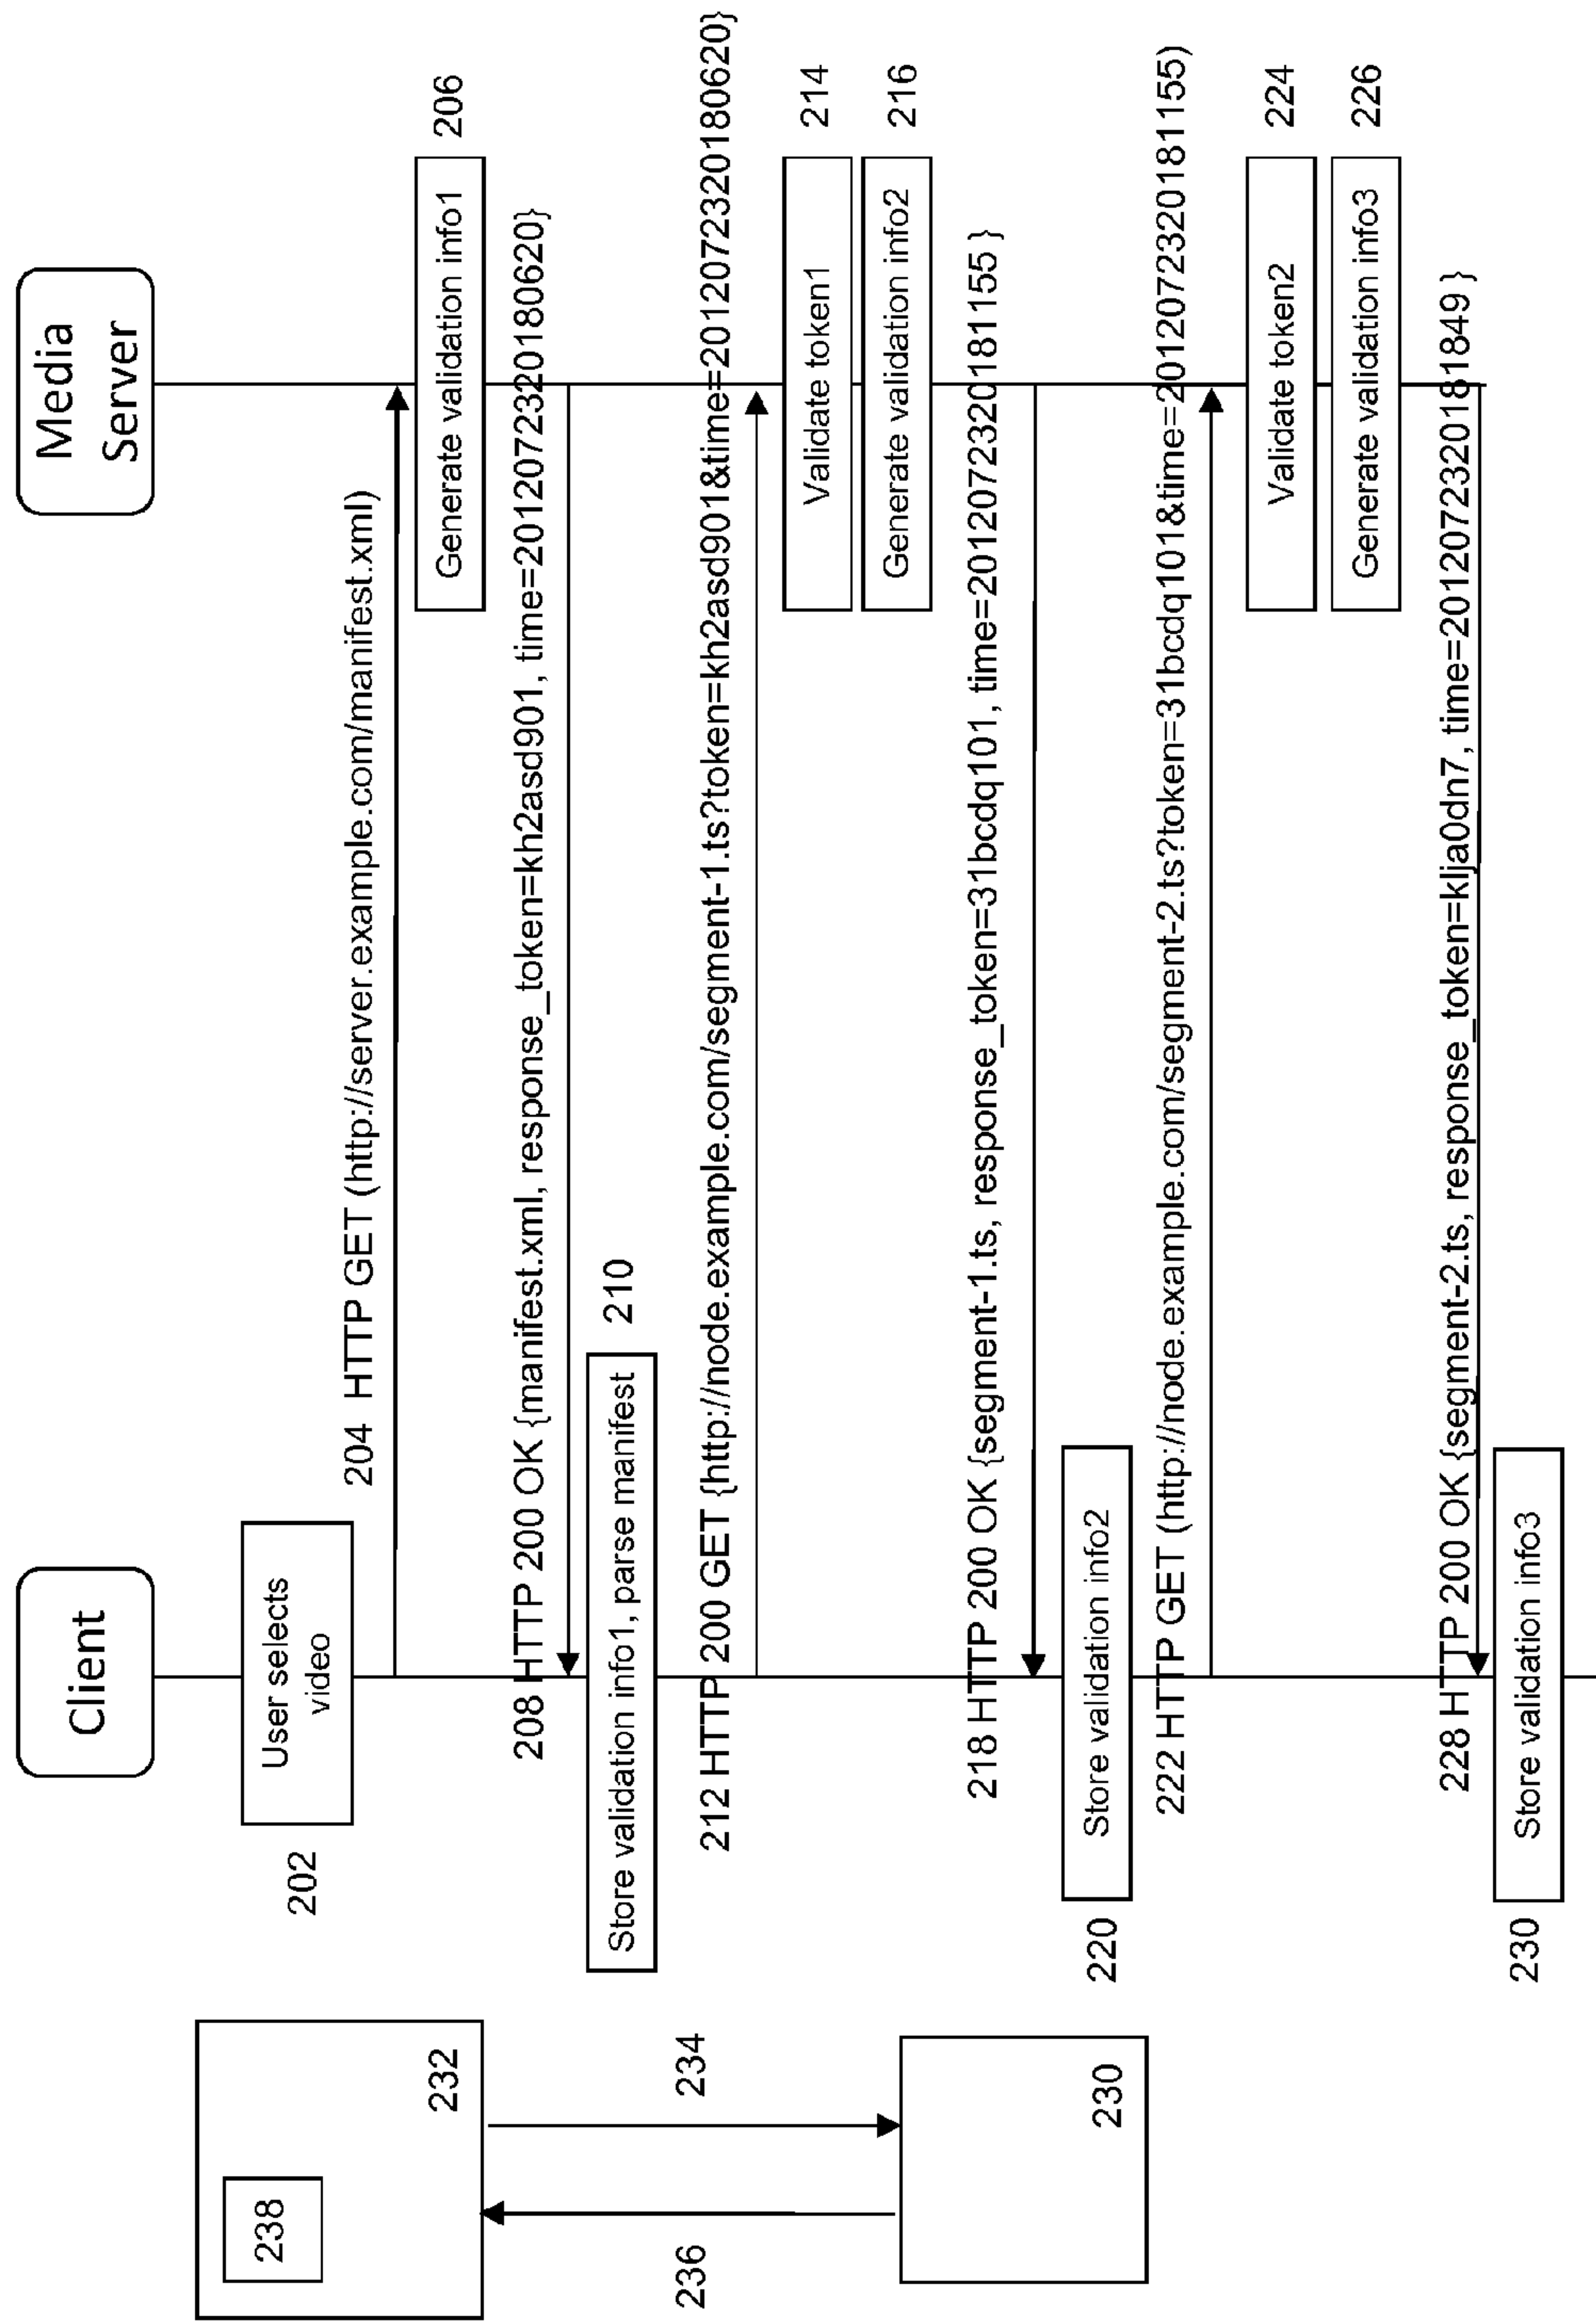 Client
Media
Server
202
User selects
video
204 HTTP GET (http://server.example.com/manifest.xml)
Generate validation info1
206
208 HTTP 200 OK {manifest.xml, response_token=kh2asd901, time=20120723201806​20}
Store validation info1, parse manifest
210
212 HTTP 200 GET {http://node.example.com/segment-1.ts?token=kh2asd901&time=2012072320180620}
Validate token1
214
Generate validation info2
216
218 HTTP 200 OK {segment-1.ts, response_token=31bcdq101, time=2012072320181155 }
220
Store validation info2
222 HTTP GET (http://node.example.com/segment-2.ts?token=31bcdq101&time=2012072320181155)
Validate token2
224
Generate validation info3
226
228 HTTP 200 OK {segment-2.ts, response_token=klja0dn7, time=2012072320181849 }
230
Store validation info3
238
232
236
234
230